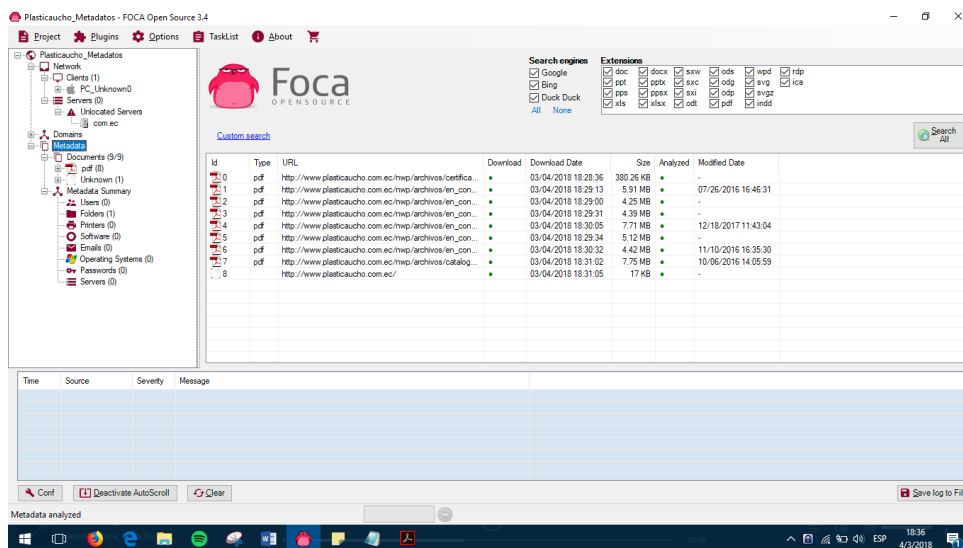 Plasticaucho_Metadatos - FOCA Open Source 3.4
Project Plugins Options TaskList About
Plasticaucho_Metadatos
Network
Clients (1)
PC_Unknown0
Servers (0)
Unlocated Servers
com.ec
Domains
Metadata
Documents (9/9)
pdf (8)
Unknown (1)
Metadata Summary
Users (0)
Folders (1)
Printers (0)
Software (0)
Emails (0)
Operating Systems (0)
Passwords (0)
Servers (0)
Foca
OPENSOURCE
Custom search
Search engines
Google
Bing
Duck Duck
All None
Extensions
doc docx sxw ods wpd rdp
ppt pptx sxc odg svg ica
pps ppsx sxi odp svgz
xls xlsx odt pdf indd
Search All
Id Type URL Download Download Date Size Analyzed Modified Date
0 pdf http://www.plasticaucho.com.ec/nwp/archivos/certifica... • 03/04/2018 18:28:36 380.26 KB • -
1 pdf http://www.plasticaucho.com.ec/nwp/archivos/en_con... • 03/04/2018 18:29:13 5.91 MB • 07/26/2016 16:46:31
2 pdf http://www.plasticaucho.com.ec/nwp/archivos/en_con... • 03/04/2018 18:29:00 4.25 MB • -
3 pdf http://www.plasticaucho.com.ec/nwp/archivos/en_con... • 03/04/2018 18:29:31 4.39 MB • -
4 pdf http://www.plasticaucho.com.ec/nwp/archivos/en_con... • 03/04/2018 18:30:05 7.71 MB • 12/18/2017 11:43:04
5 pdf http://www.plasticaucho.com.ec/nwp/archivos/en_con... • 03/04/2018 18:29:34 5.12 MB • -
6 pdf http://www.plasticaucho.com.ec/nwp/archivos/en_con... • 03/04/2018 18:30:32 4.42 MB • 11/10/2016 16:35:30
7 pdf http://www.plasticaucho.com.ec/nwp/archivos/catalog... • 03/04/2018 18:31:02 7.75 MB • 10/06/2016 14:05:59
8 http://www.plasticaucho.com.ec/ • 03/04/2018 18:31:05 17 KB • -
Time Source Severity Message
Conf Deactivate AutoScroll Clear Save log to Fil
Metadata analyzed
ESP
18:36
4/3/2018